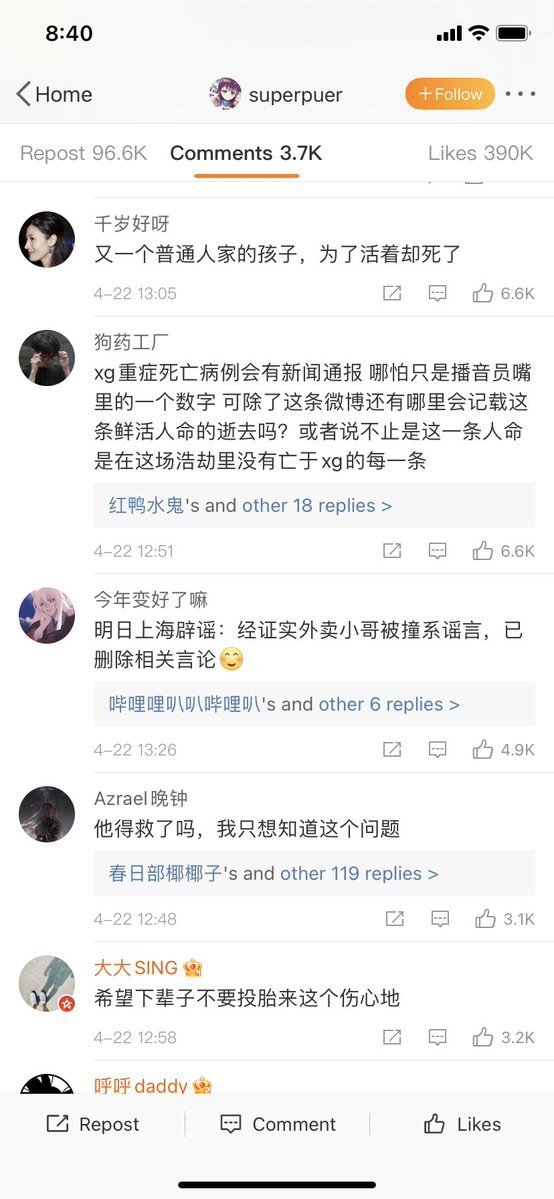 8:40
Home
superpuer
+Follow
Repost 96.6K
Comments 3.7K
Likes 390K
千岁好呀
又一个普通人家的孩子，为了活着却死了
4-22 13:05
6.6K
狗药工厂
xg重症死亡病例会有新闻通报 哪怕只是播音员嘴
里的一个数字 可除了这条微博还有哪里会记载这
条鲜活人命的逝去吗？或者说不止是这一条人命
是在这场浩劫里没有亡于xg的每一条
红鸭水鬼's and other 18 replies >
4-22 12:51
6.6K
今年变好了嘛
明日上海辟谣：经证实外卖小哥被撞系谣言，已
删除相关言论😊
哔哩哩叭叭哔哩叭's and other 6 replies >
4-22 13:26
4.9K
Azrael晚钟
他得救了吗，我只想知道这个问题
春日部椰椰子's and other 119 replies >
4-22 12:48
3.1K
大大SING
希望下辈子不要投胎来这个伤心地
4-22 12:58
3.2K
呼呼daddy
Repost
Comment
Likes